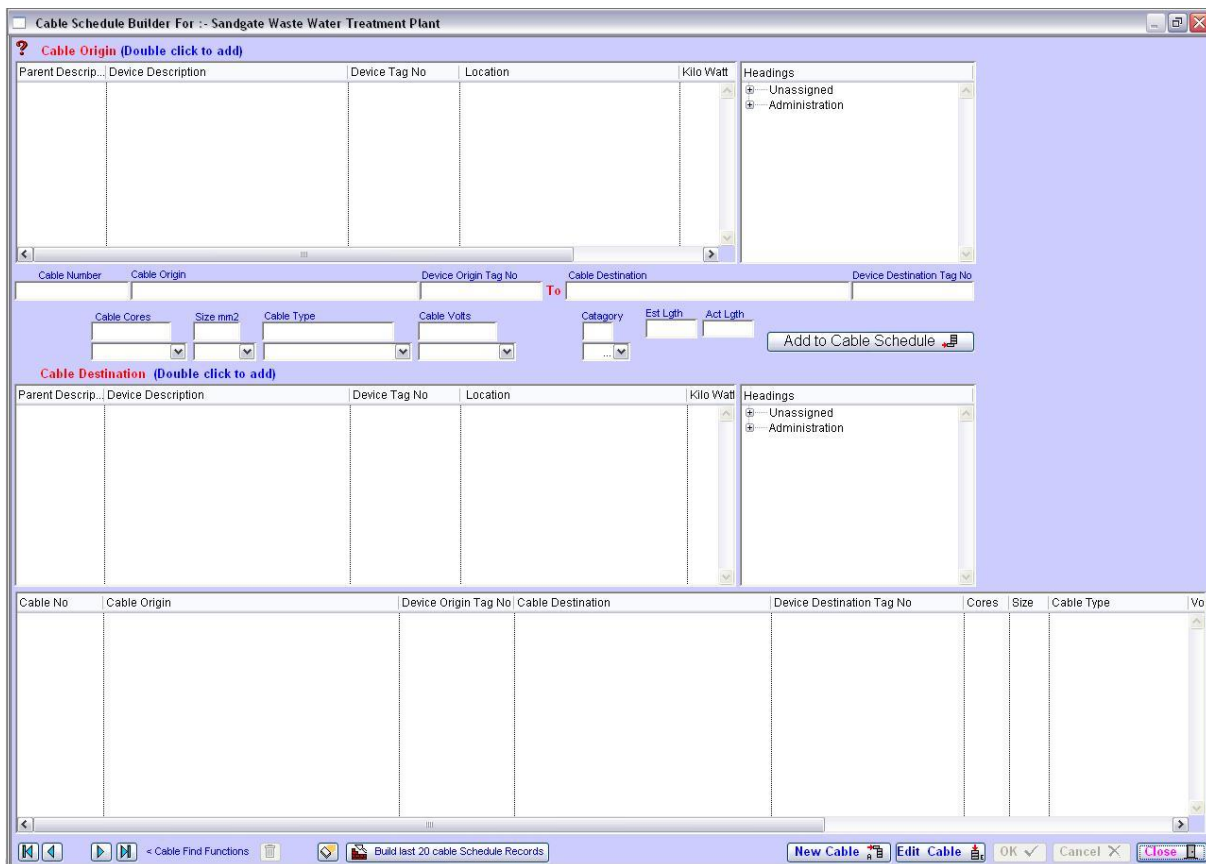 Cable Schedule Builder For :- Sandgate Waste Water Treatment Plant
? Cable Origin (Double click to add)
Parent Descrip... Device Description Device Tag No Location Kilo Watt Headings
Unassigned
Administration
Cable Number Cable Origin Device Origin Tag No Cable Destination Device Destination Tag No
To
Cable Cores Size mm2 Cable Type Cable Volts Catagory Est Lgth Act Lgth
... Add to Cable Schedule
Cable Destination (Double click to add)
Parent Descrip... Device Description Device Tag No Location Kilo Watt Headings
Unassigned
Administration
Cable No Cable Origin Device Origin Tag No Cable Destination Device Destination Tag No Cores Size Cable Type Vo
< Cable Find Functions Build last 20 cable Schedule Records New Cable Edit Cable OK Cancel Close